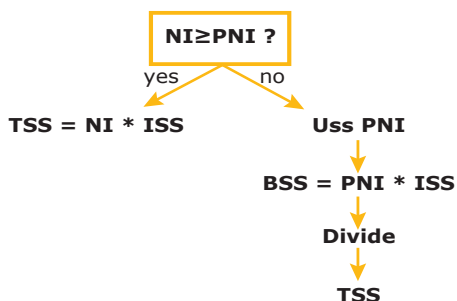 NI≥PNI ?
yes no
TSS = NI * ISS
Uss PNI
BSS = PNI * ISS
Divide
TSS